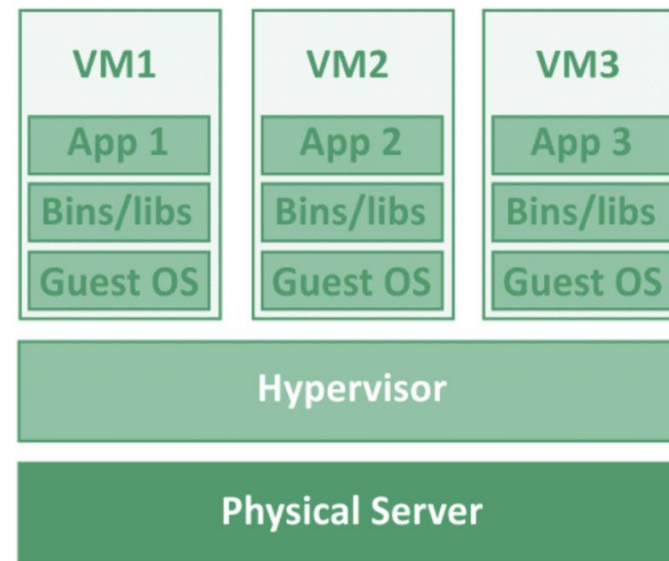 VM1
App 1
Bins/libs
Guest OS
VM2
App 2
Bins/libs
Guest OS
VM3
App 3
Bins/libs
Guest OS
Hypervisor
Physical Server